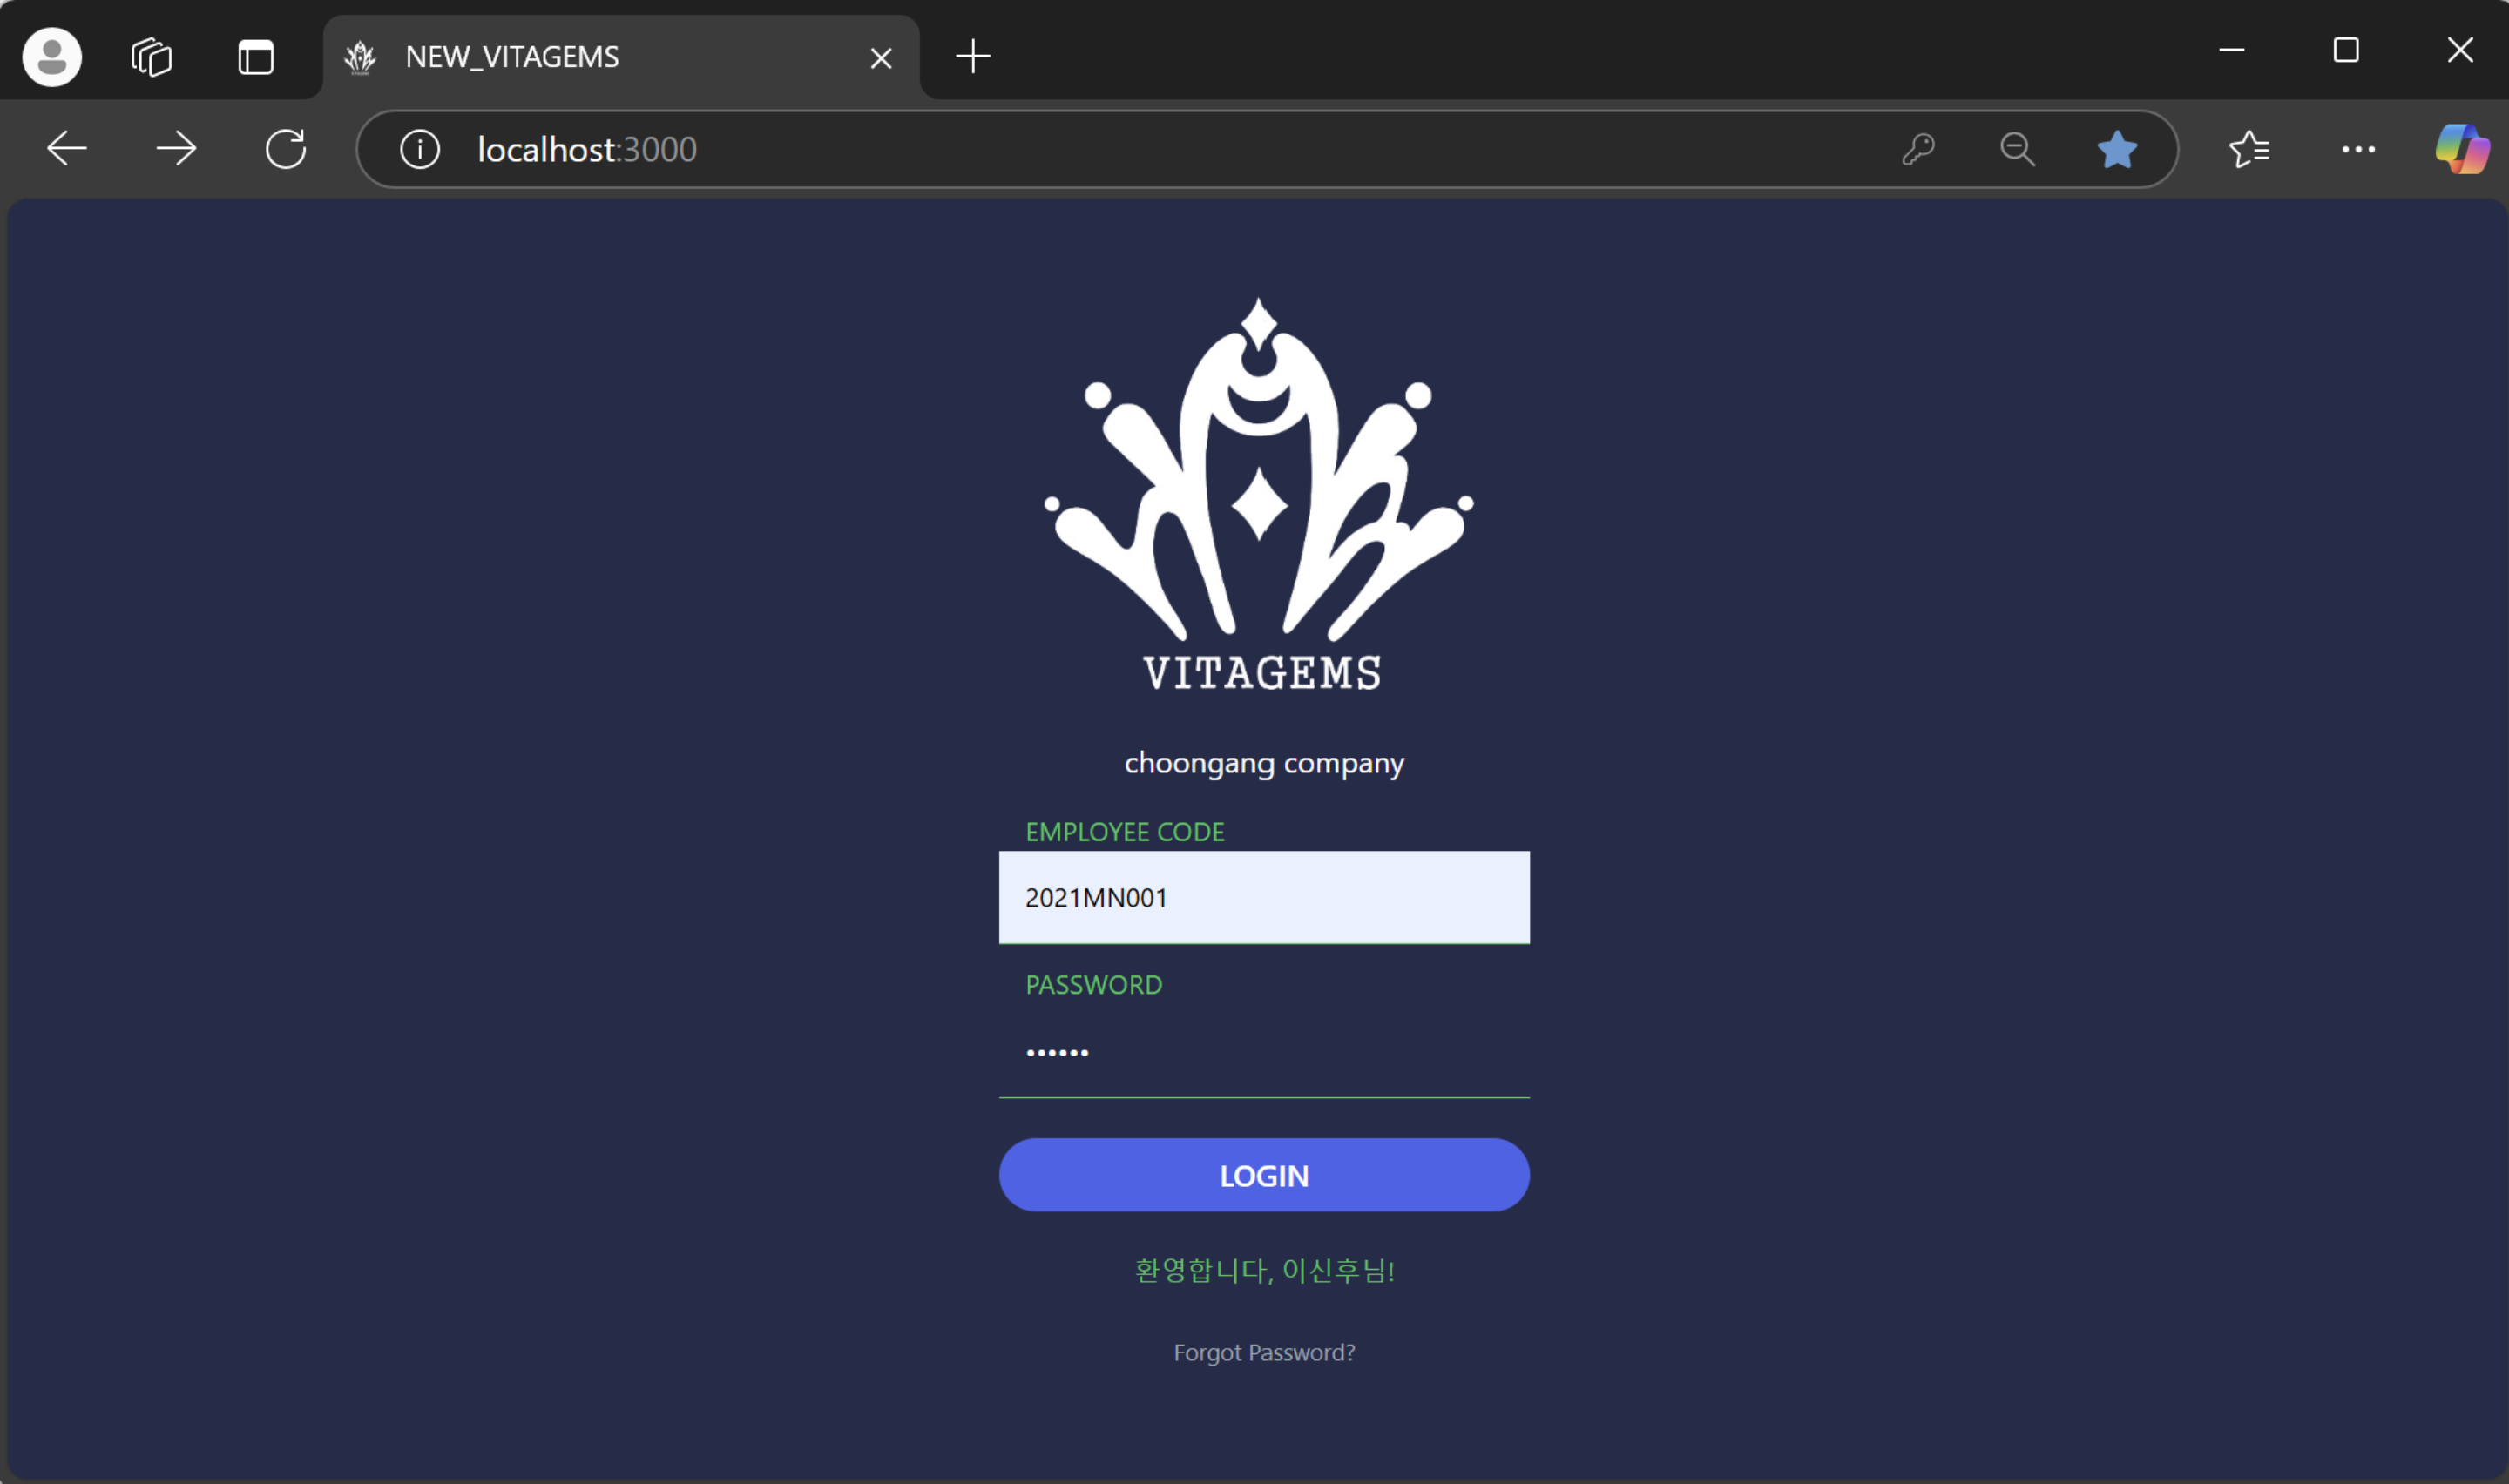 NEW_VITAGEMS
localhost:3000
VITAGEMS
choongang company
EMPLOYEE CODE
2021MN001
PASSWORD
••••••
LOGIN
환영합니다, 이신후님!
Forgot Password?